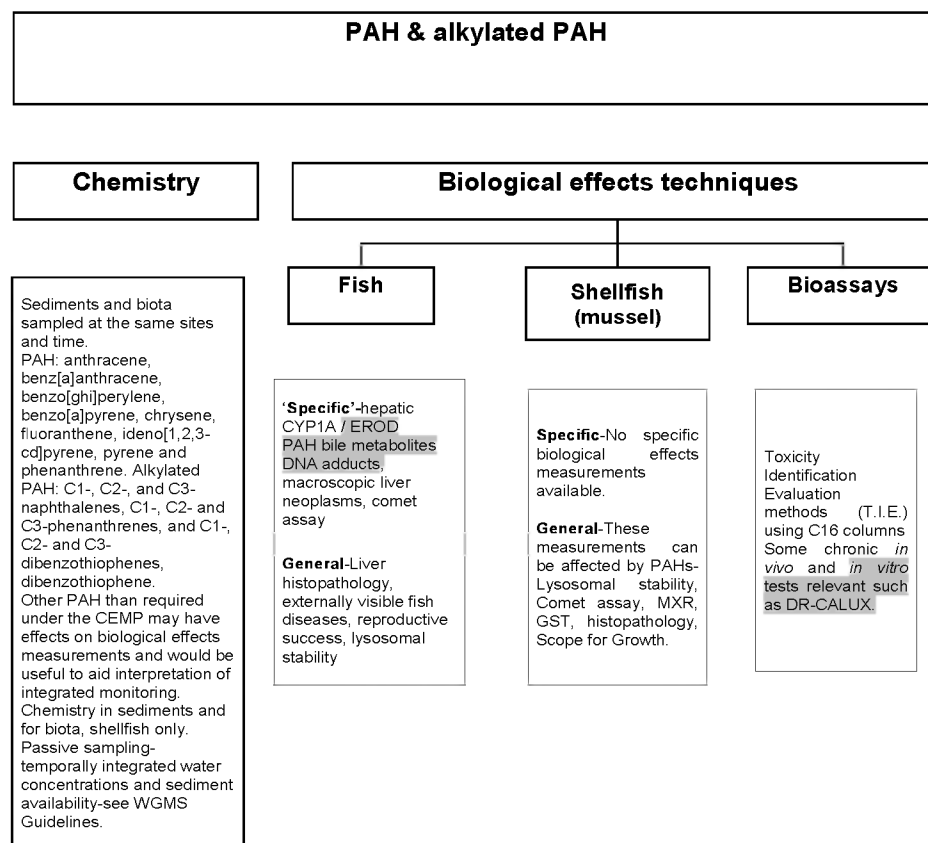 PAH & alkylated PAH
Chemistry
Biological effects techniques
Fish
Shellfish
(mussel)
Bioassays
Sediments and biota
sampled at the same sites
and time.
PAH: anthracene,
benz[a]anthracene,
benzo[ghi]perylene,
benzo[a]pyrene, chrysene,
fluoranthene, ideno[1,2,3-
cd]pyrene, pyrene and
phenanthrene. Alkylated
PAH: C1-, C2-, and C3-
naphthalenes, C1-, C2- and
C3-phenanthrenes, and C1-,
C2- and C3-
dibenzothiophenes,
dibenzothiophene.
Other PAH than required
under the CEMP may have
effects on biological effects
measurements and would be
useful to aid interpretation of
integrated monitoring.
Chemistry in sediments and
for biota, shellfish only.
Passive sampling-
temporally integrated water
concentrations and sediment
availability-see WGMS
Guidelines.
‘Specific’-hepatic
CYP1A / EROD
PAH bile metabolites
DNA adducts,
macroscopic liver
neoplasms, comet
assay
General-Liver
histopathology,
externally visible fish
diseases, reproductive
success, lysosomal
stability
Specific-No specific
biological effects
measurements
available.
General-These
measurements can
be affected by PAHs-
Lysosomal stability,
Comet assay, MXR,
GST, histopathology,
Scope for Growth.
Toxicity
Identification
Evaluation
methods (T.I.E.)
using C16 columns
Some chronic in
vivo and in vitro
tests relevant such
as DR-CALUX.